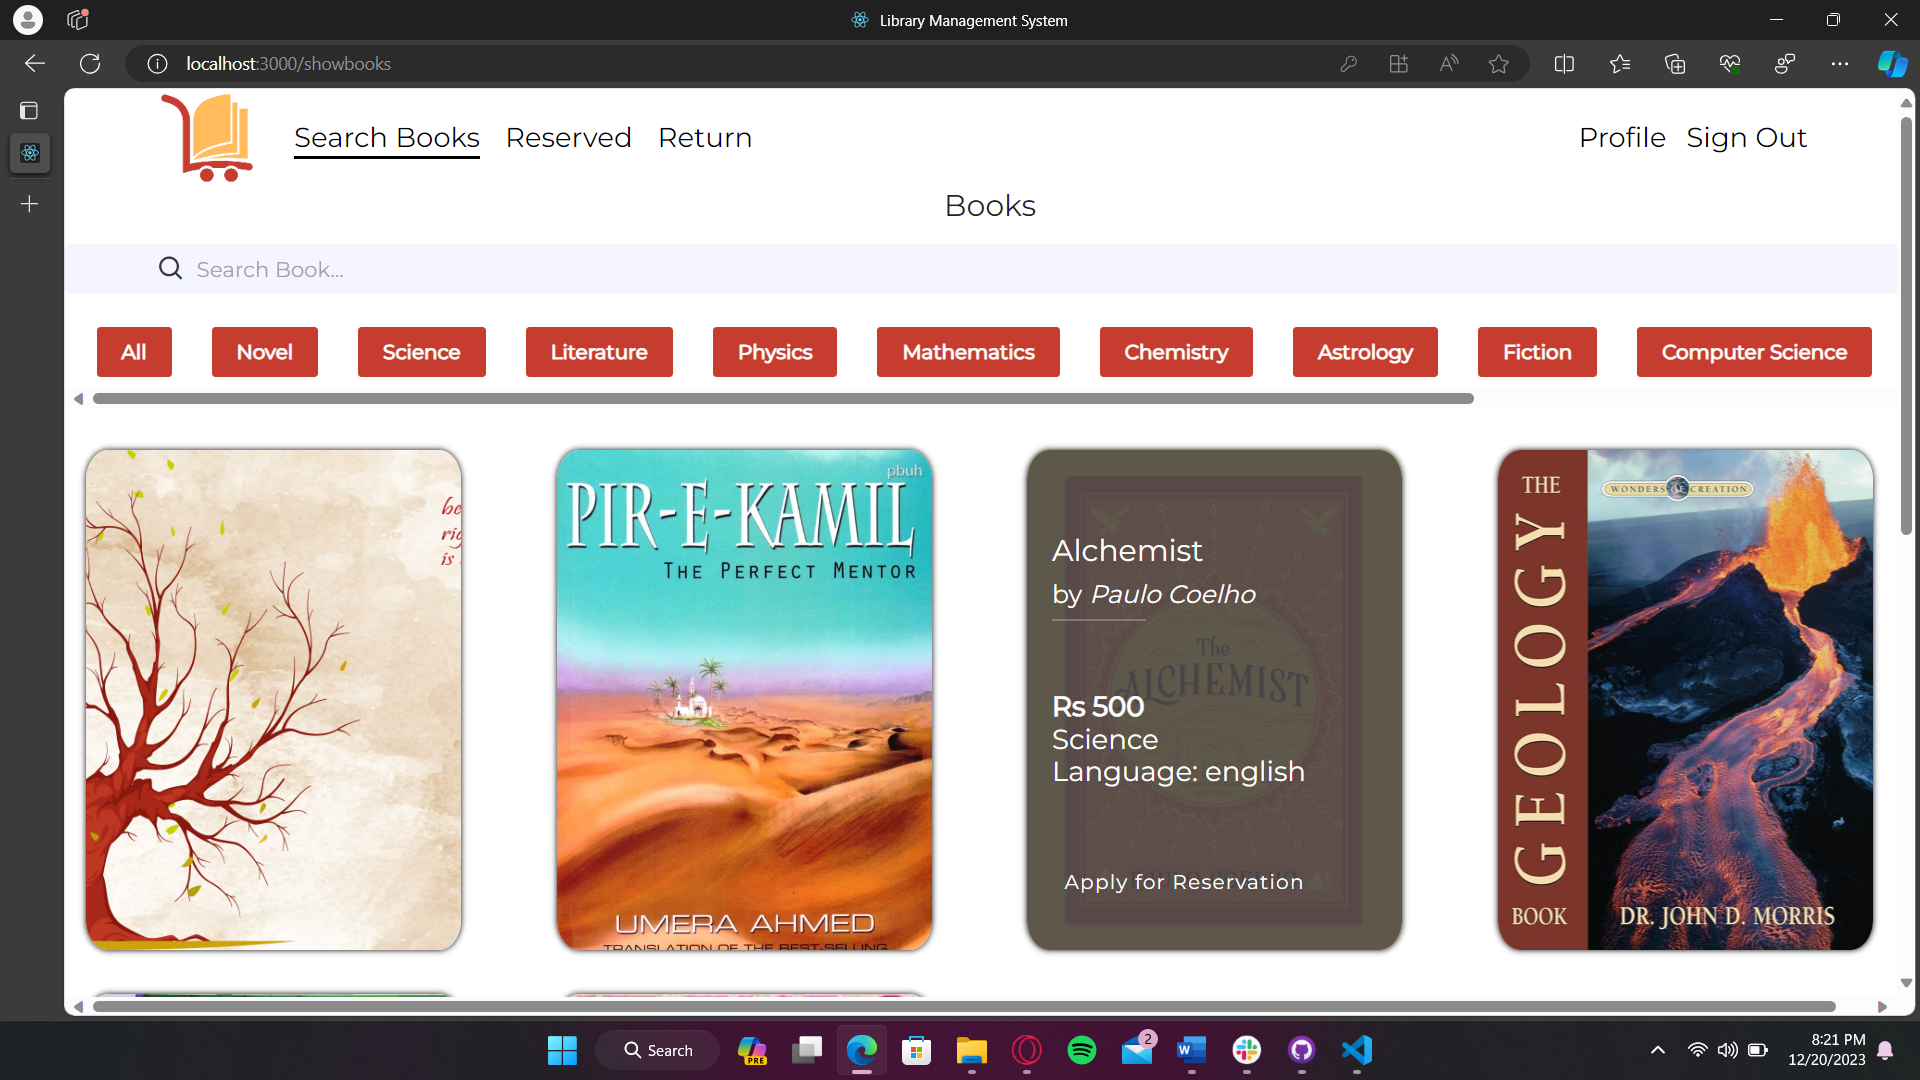 Library Management System
localhost:3000/showbooks
Search Books Reserved Return Profile Sign Out
Books
Search Book...
All Novel Science Literature Physics Mathematics Chemistry Astrology Fiction Computer Science
be
is
pbuh
PIR-E-KAMIL
THE PERFECT MENTOR
UMERA AHMED
TRANSLATION OF THE BEST-SELLING
Alchemist
by Paulo Coelho
The
ALCHEMIST
Rs 500
Science
Language: english
Apply for Reservation
THE
GEOLOGY
BOOK
WONDERS OF CREATION
DR. JOHN D. MORRIS
Search
PRE
2
8:21 PM
12/20/2023